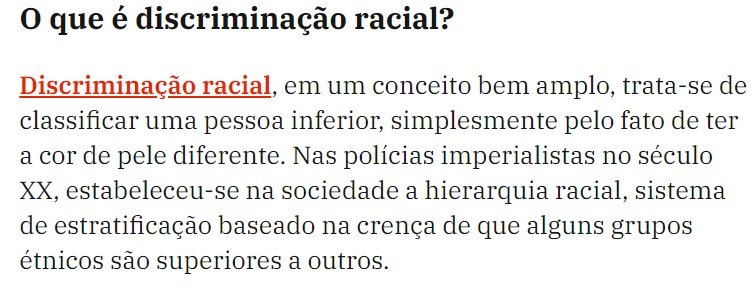 O que é discriminação racial?
Discriminação racial, em um conceito bem amplo, trata-se de
classificar uma pessoa inferior, simplesmente pelo fato de ter
a cor de pele diferente. Nas polícias imperialistas no século
XX, estabeleceu-se na sociedade a hierarquia racial, sistema
de estratificação baseado na crença de que alguns grupos
étnicos são superiores a outros.